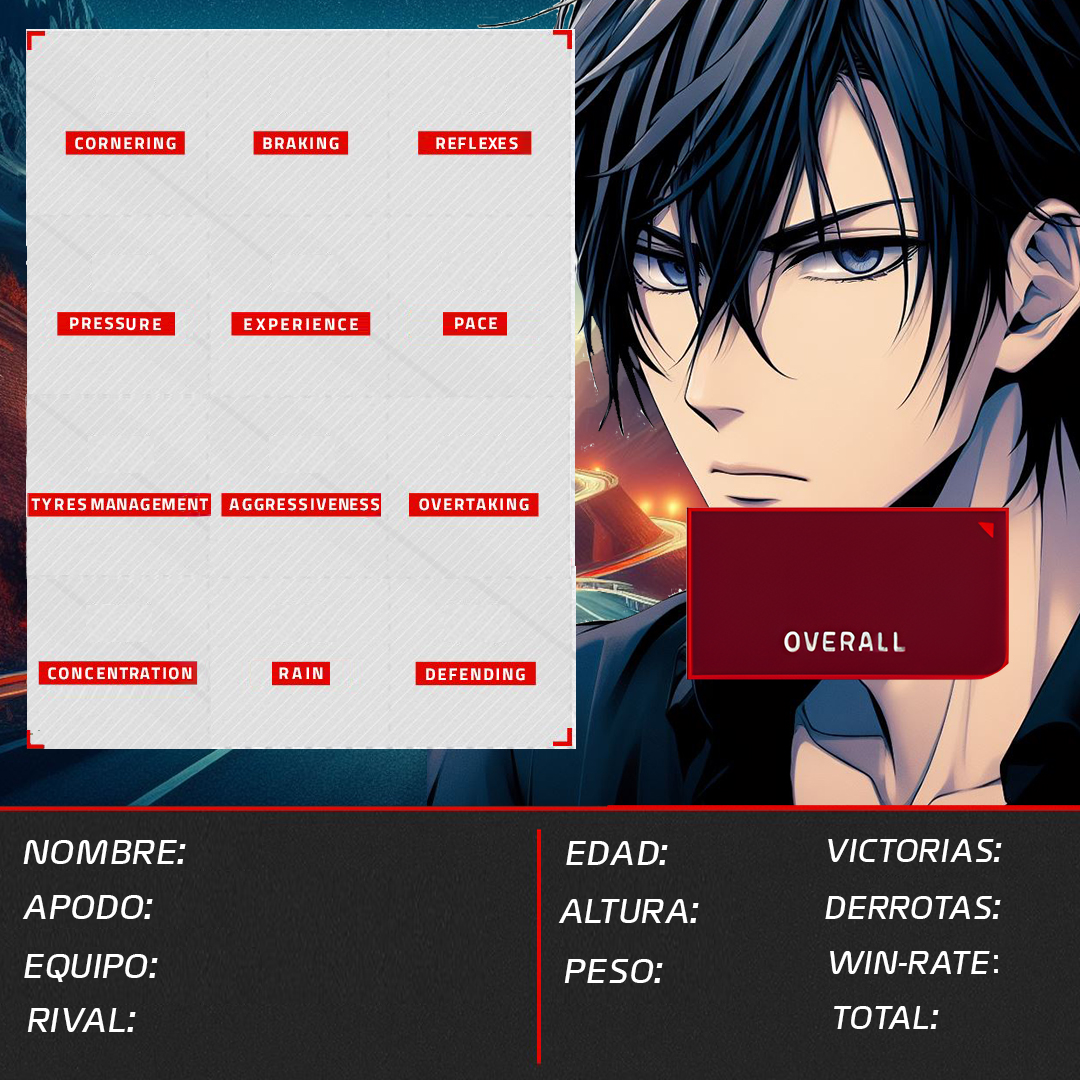 CORNERING BRAKING REFLEXES
PRESSURE EXPERIENCE PACE
TYRES MANAGEMENT AGGRESSIVENESS OVERTAKING
CONCENTRATION RAIN DEFENDING
OVERALL
NOMBRE:
APODO:
EQUIPO:
RIVAL:
EDAD:
ALTURA:
PESO:
VICTORIAS:
DERROTAS:
WIN-RATE:
TOTAL: